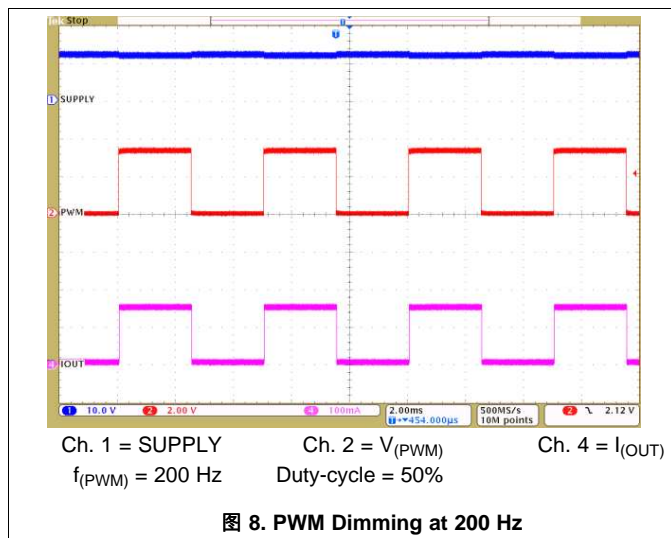 Tek Stop
T
T
1 SUPPLY
2 PWM
4 IOUT
1 10.0 V 2 2.00 V 4 100mA 2.00ms 500MS/s 2 2.12 V
T→▼454.000µs 10M points
Ch. 1 = SUPPLY Ch. 2 = V(PWM) Ch. 4 = I(OUT)
f(PWM) = 200 Hz Duty-cycle = 50%
图 8. PWM Dimming at 200 Hz